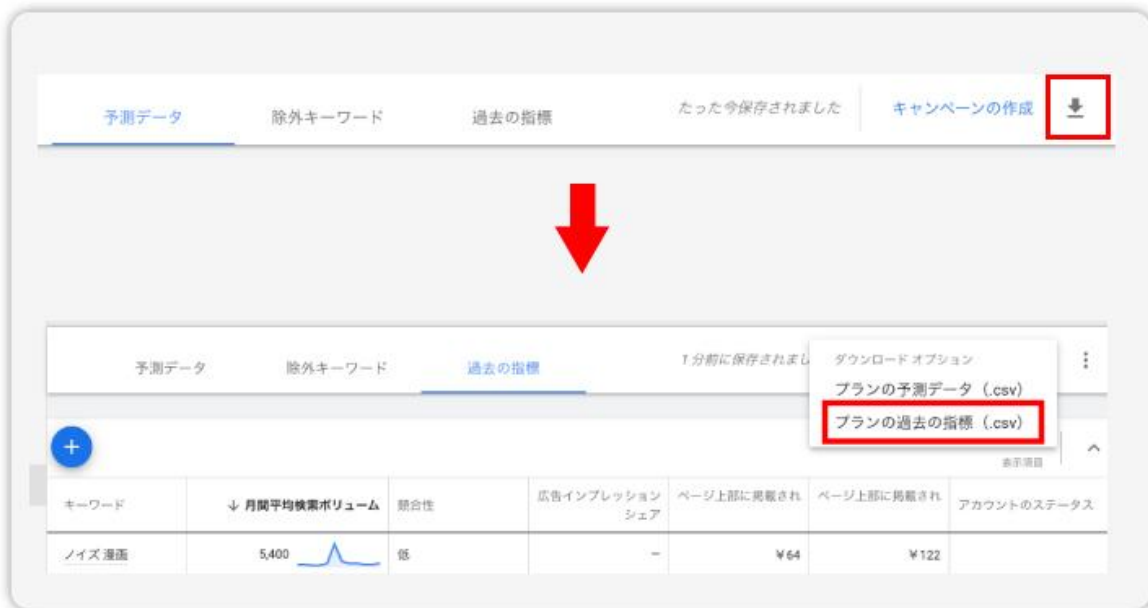 予測データ 除外キーワード 過去の指標 たった今保存されました キャンペーンの作成
予測データ 除外キーワード 過去の指標 1分前に保存されまし
ダウンロード オプション
プランの予測データ（.csv）
プランの過去の指標（.csv）
表示項目
キーワード ↓ 月間平均検索ボリューム 競合性 広告インプレッション シェア ページ上部に掲載され ページ上部に掲載され アカウントのステータス
ノイズ 漫画 5,400 低 – ¥64 ¥122